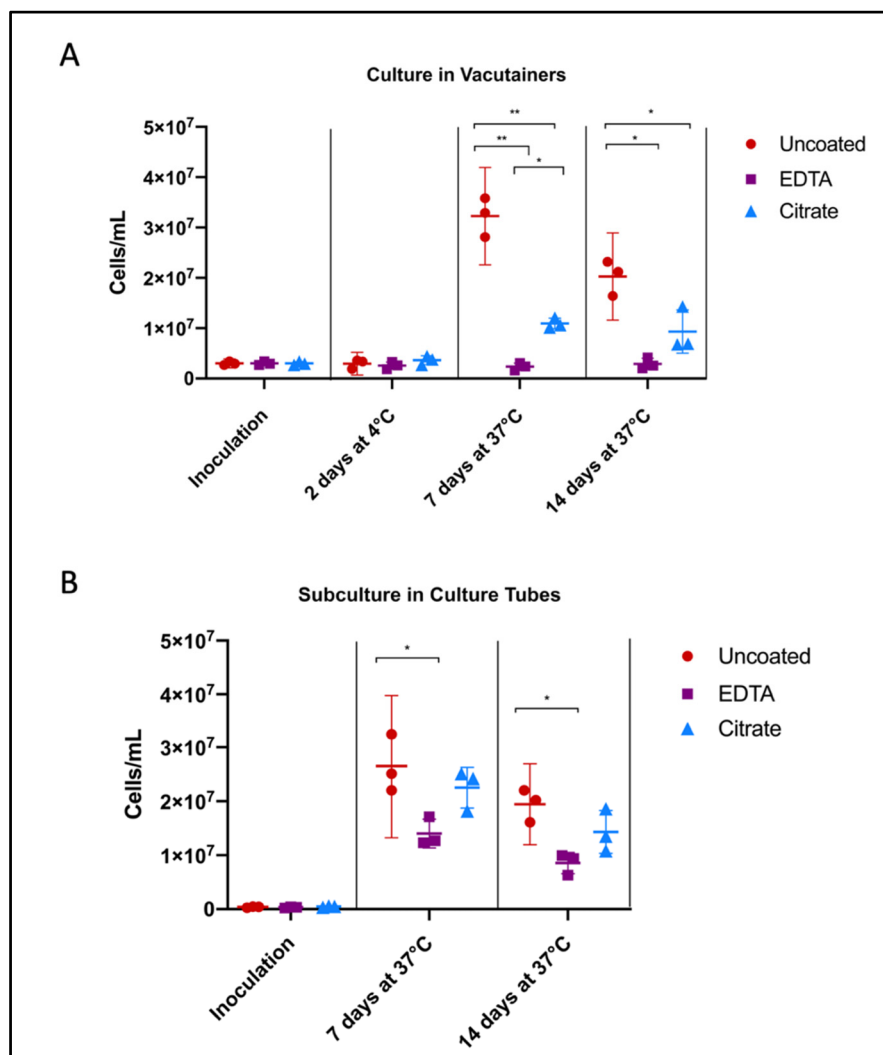 A
Culture in Vacutainers
** *
** *
*
5×10⁷
4×10⁷
3×10⁷
2×10⁷
1×10⁷
0
Cells/mL
Uncoated
EDTA
Citrate
Inoculation
2 days at 4°C
7 days at 37°C
14 days at 37°C
B
Subculture in Culture Tubes
*
*
5×10⁷
4×10⁷
3×10⁷
2×10⁷
1×10⁷
0
Cells/mL
Uncoated
EDTA
Citrate
Inoculation
7 days at 37°C
14 days at 37°C